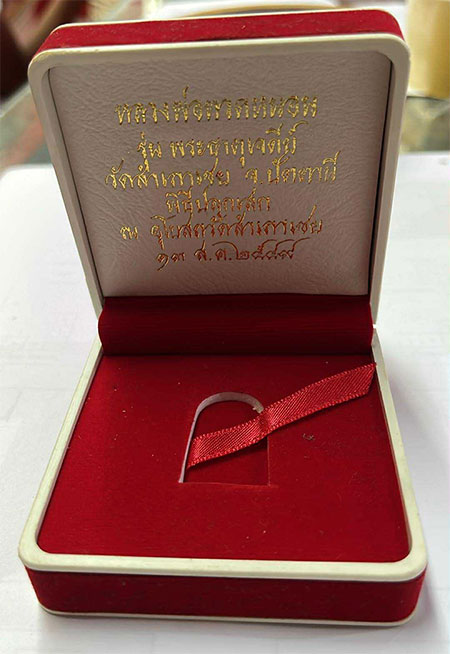 หลวงพ่อทวดหนอน
รุ่น พระธาตุเจดีย์
วัดสำเภาเชย จ.ปัตตานี
พิธีปลุกเสก
ณ อุโบสถวัดสำเภาเชย
๑๓ ส.ค.๒๕๔๙